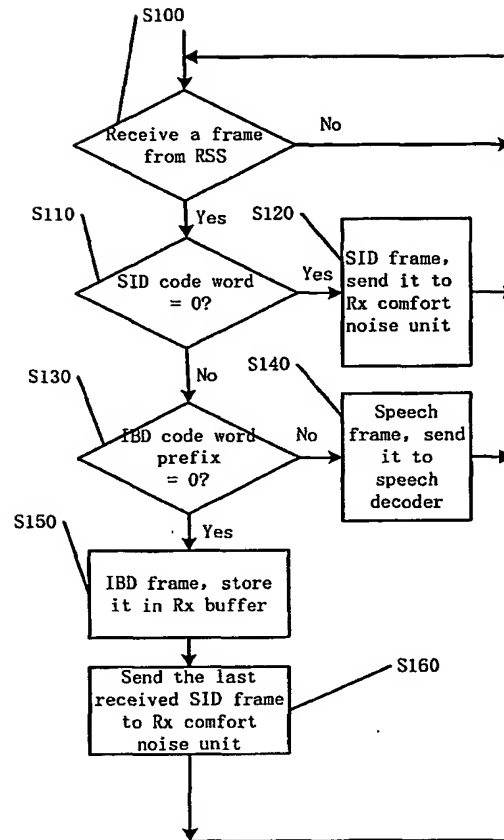 S100
Receive a frame
from RSS
No
Yes
S110
SID code word
= 0?
Yes
S120
SID frame,
send it to
Rx comfort
noise unit
No
S130
IBD code word
prefix
= 0?
No
S140
Speech
frame, send
it to
speech
decoder
Yes
S150
IBD frame, store
it in Rx buffer
Send the last
received SID frame
to Rx comfort
noise unit
S160